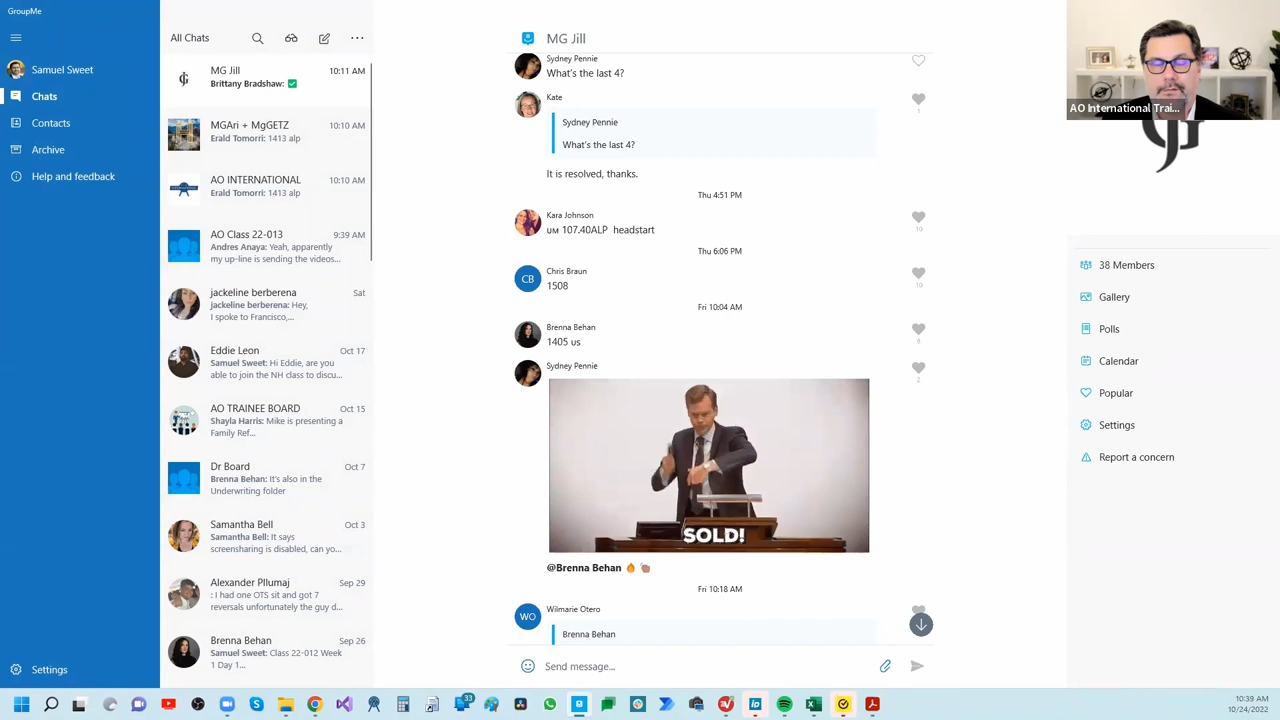 GroupMe
Samuel Sweet
Chats
Contacts
Archive
Help and feedback
Settings
All Chats
MG Jill 10:11 AM
Brittany Bradshaw: ✅
MGAri + MgGETZ 10:10 AM
Erald Tomorri: 1413 alp
AO INTERNATIONAL 10:10 AM
Erald Tomorri: 1413 alp
AO Class 22-013 9:39 AM
Andres Anaya: Yeah, apparently
my up-line is sending the videos...
jackeline berberena Sat
jackeline berberena: Hey,
I spoke to Francisco,...
Eddie Leon Oct 17
Samuel Sweet: Hi Eddie, are you
able to join the NH class to discu...
AO TRAINEE BOARD Oct 15
Shayla Harris: Mike is presenting a
Family Ref...
Dr Board Oct 7
Brenna Behan: It's also in the
Underwriting folder
Samantha Bell Oct 3
Samantha Bell: It says
screensharing is disabled, can yo...
Alexander Pllumaj Sep 29
: I had one OTS sit and got 7
reversals unfortunately the guy d...
Brenna Behan Sep 26
Samuel Sweet: Class 22-012 Week
1 Day 1...
MG Jill
Sydney Pennie
What's the last 4?
Kate
1
Sydney Pennie
What's the last 4?
It is resolved, thanks.
Thu 4:51 PM
Kara Johnson
ᴜᴍ 107.40ALP headstart
10
Thu 6:06 PM
CB
Chris Braun
1508
10
Fri 10:04 AM
Brenna Behan
1405 us
8
Sydney Pennie
2
SOLD!
@Brenna Behan 🔥 👏🏽
Fri 10:18 AM
WO
Wilmarie Otero
Brenna Behan
Send message...
AO International Trai...
38 Members
Gallery
Polls
Calendar
Popular
Settings
Report a concern
33
10:39 AM
10/24/2022